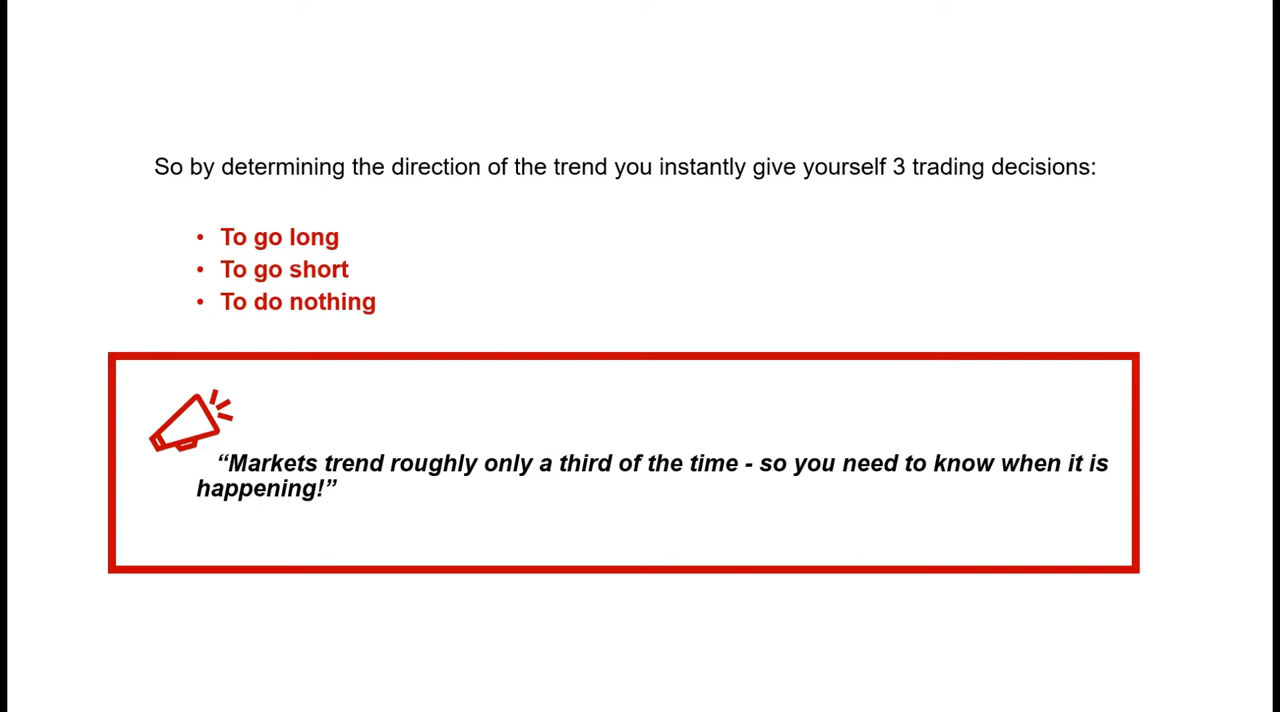 So by determining the direction of the trend you instantly give yourself 3 trading decisions:
• To go long
• To go short
• To do nothing
“Markets trend roughly only a third of the time - so you need to know when it is
happening!”